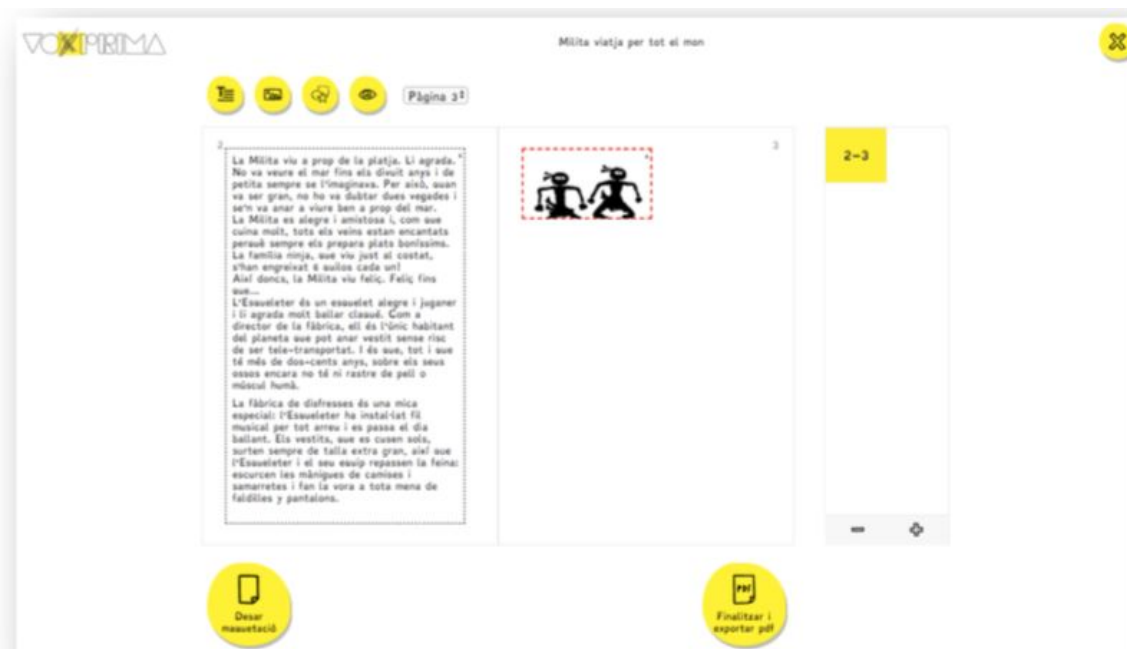 VOXPRIMA
Milita viatja per tot el mon
Pàgina 3
2
3
La Milita viu a prop de la platja. Li agrada.
No va veure el mar fins els divuit anys i de
petita sempre se l'imaginava. Per això, quan
va ser gran, no ho va dubtar dues vegades i
se'n va anar a viure ben a prop del mar.
La Milita es alegre i amistosa i, com que
cuina molt, tots els veins estan encantats
perquè sempre els prepara plats boníssims.
La família ninja, que viu just al costat,
s'han engreixat 6 quilos cada un!
Així doncs, la Milita viu feliç. Feliç fins
que...
L'Esqueleter és un esquelet alegre i juganer
i li agrada molt ballar claqué. Com a
director de la fàbrica, ell és l'únic habitant
del planeta que pot anar vestit sense risc
de ser tele-transportat. I és que, tot i que
té més de dos-cents anys, sobre els seus
ossos encara no té ni rastre de pell o
múscul humà.
La fàbrica de disfresses és una mica
especial: l'Esqueleter ha instal·lat fil
musical per tot arreu i es passa el dia
ballant. Els vestits, que es cusen sols,
surten sempre de talla extra gran, així que
l'Esqueleter i el seu equip repassen la feina:
escurcen les mànigues de camises i
samarretes i fan la vora a tota mena de
faldilles y pantalons.
2-3
Desar
maquetació
PDF
Finalitzar i
exportar pdf